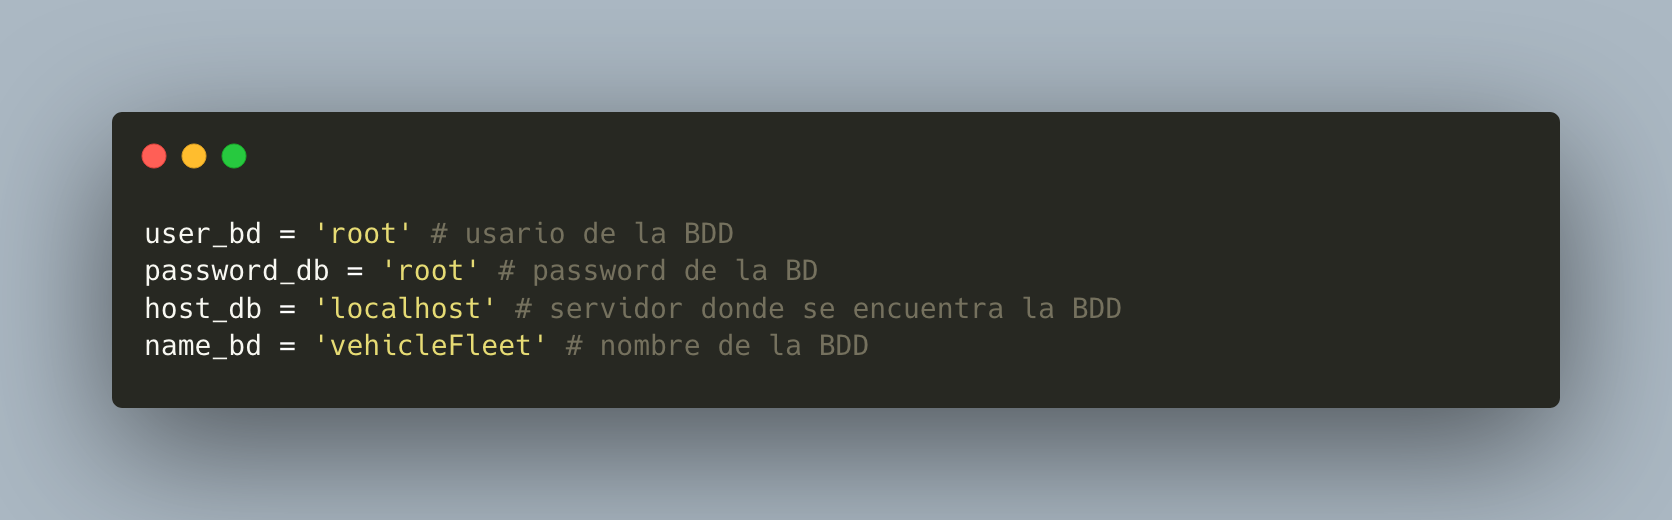 user_bd = 'root' # usario de la BDD
password_db = 'root' # password de la BD
host_db = 'localhost' # servidor donde se encuentra la BDD
name_bd = 'vehicleFleet' # nombre de la BDD